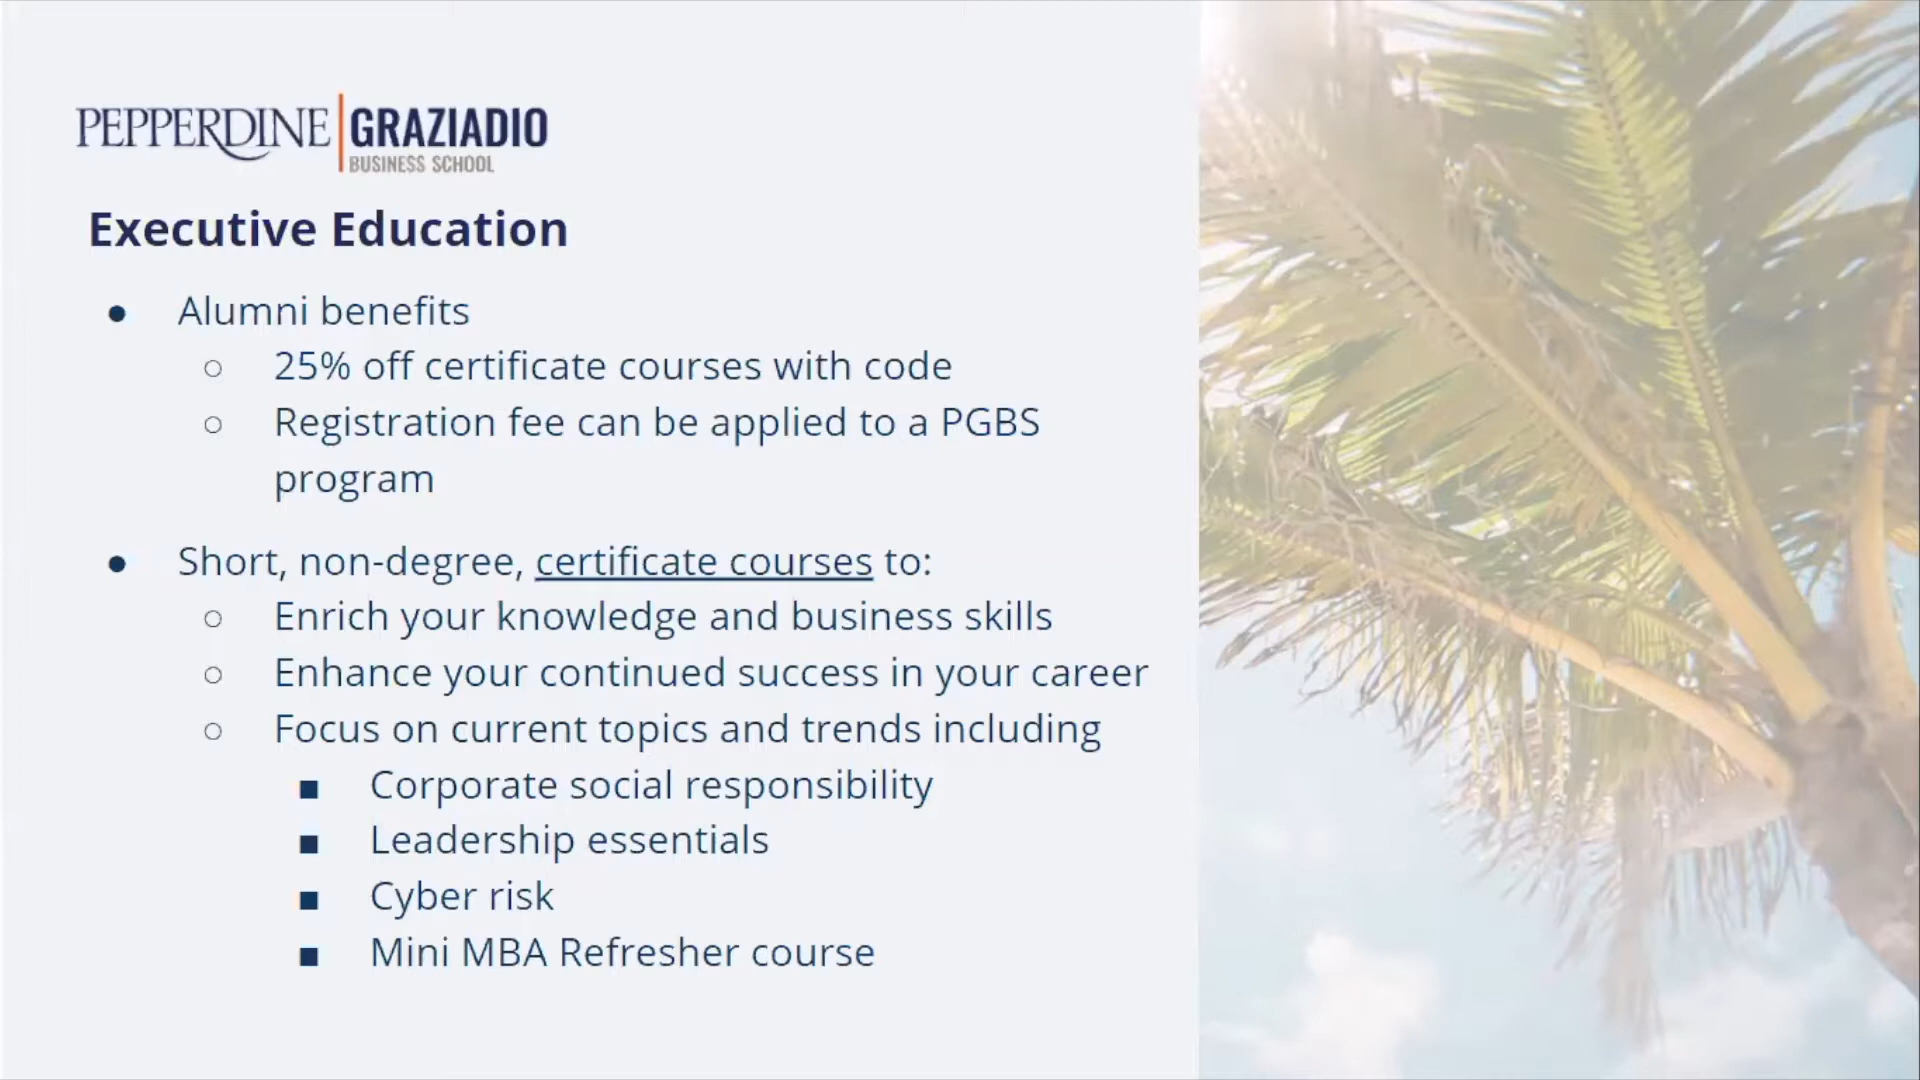 PEPPERDINE GRAZIADIO
BUSINESS SCHOOL
Executive Education
● Alumni benefits
○ 25% off certificate courses with code
○ Registration fee can be applied to a PGBS
program
● Short, non-degree, certificate courses to:
○ Enrich your knowledge and business skills
○ Enhance your continued success in your career
○ Focus on current topics and trends including
■ Corporate social responsibility
■ Leadership essentials
■ Cyber risk
■ Mini MBA Refresher course